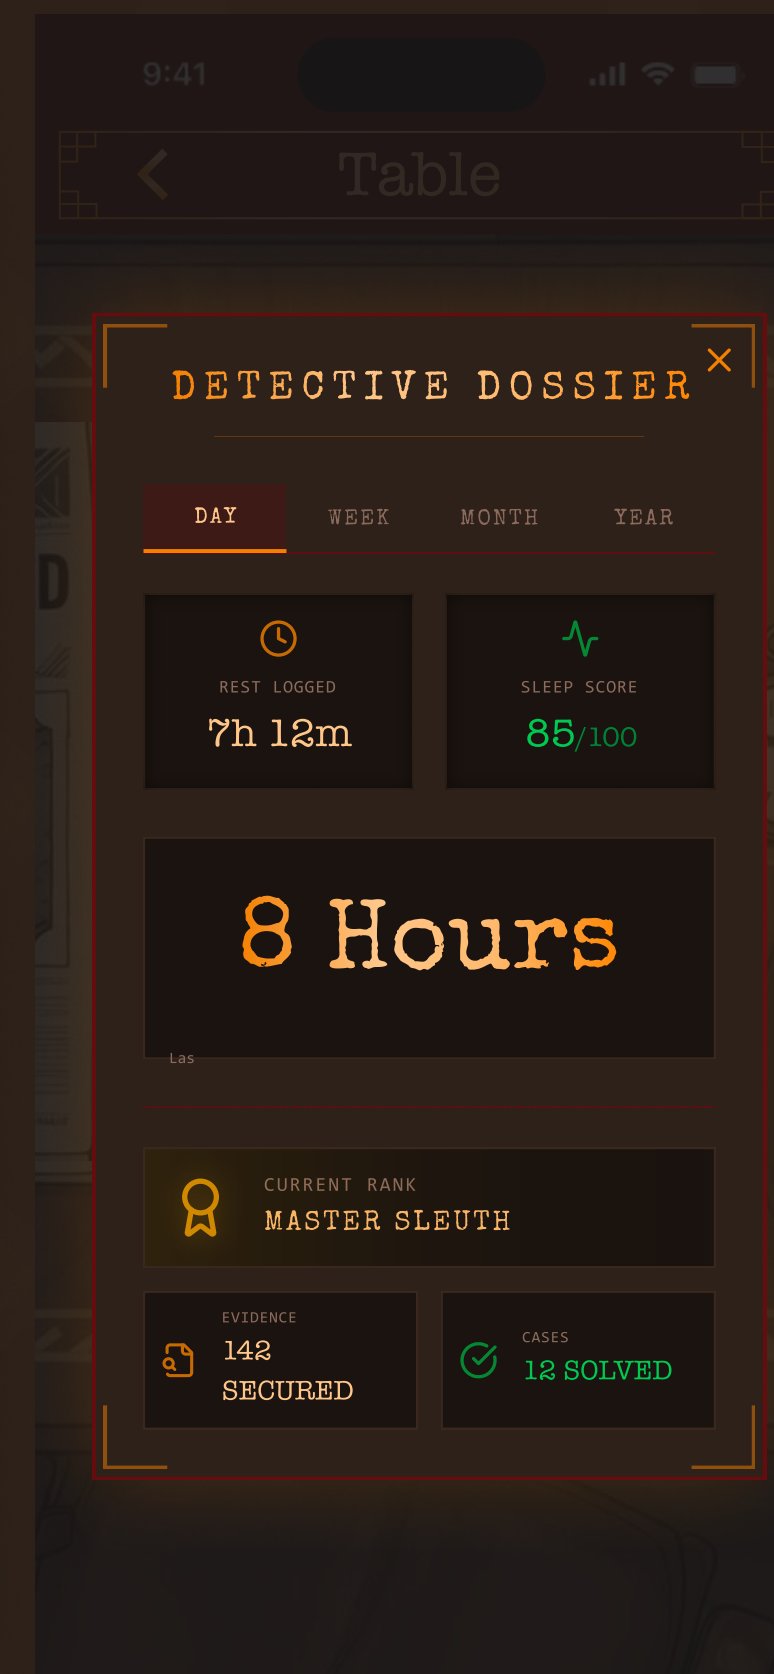 9:41
Table
DETECTIVE DOSSIER
DAY WEEK MONTH YEAR
D
REST LOGGED
7h 12m
SLEEP SCORE
85/100
8 Hours
Las
CURRENT RANK
MASTER SLEUTH
EVIDENCE
142
SECURED
CASES
12 SOLVED